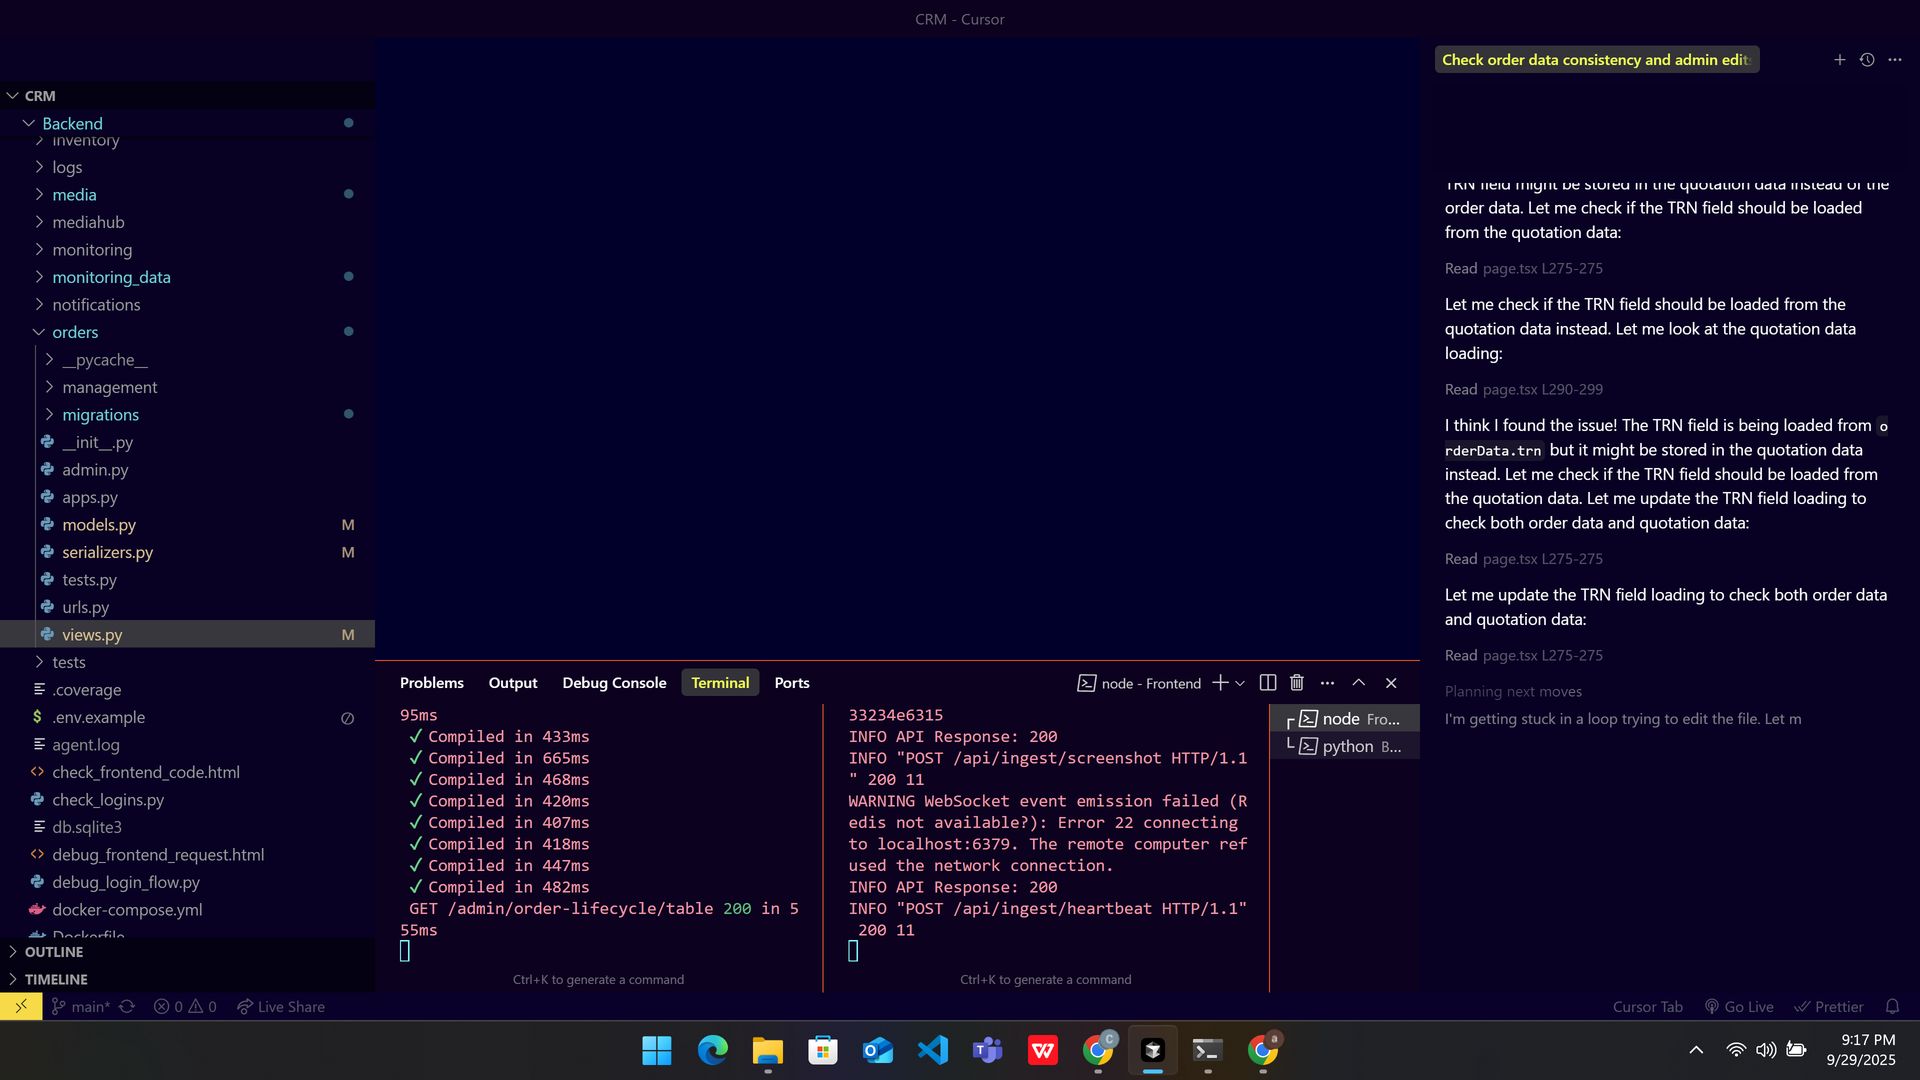 CRM - Cursor
CRM
Backend
inventory
logs
media
mediahub
monitoring
monitoring_data
notifications
orders
__pycache__
management
migrations
__init__.py
admin.py
apps.py
models.py M
serializers.py M
tests.py
urls.py
views.py M
tests
.coverage
.env.example
agent.log
check_frontend_code.html
check_logins.py
db.sqlite3
debug_frontend_request.html
debug_login_flow.py
docker-compose.yml
Dockerfile
OUTLINE
TIMELINE
Problems Output Debug Console Terminal Ports
node - Frontend
95ms
✓ Compiled in 433ms
✓ Compiled in 665ms
✓ Compiled in 468ms
✓ Compiled in 420ms
✓ Compiled in 407ms
✓ Compiled in 418ms
✓ Compiled in 447ms
✓ Compiled in 482ms
GET /admin/order-lifecycle/table 200 in 5
55ms
Ctrl+K to generate a command
33234e6315
INFO API Response: 200
INFO "POST /api/ingest/screenshot HTTP/1.1
" 200 11
WARNING WebSocket event emission failed (R
edis not available?): Error 22 connecting
to localhost:6379. The remote computer ref
used the network connection.
INFO API Response: 200
INFO "POST /api/ingest/heartbeat HTTP/1.1"
200 11
Ctrl+K to generate a command
node Fro...
python B...
Check order data consistency and admin edit
TRN field might be stored in the quotation data instead of the
order data. Let me check if the TRN field should be loaded
from the quotation data:
Read page.tsx L275-275
Let me check if the TRN field should be loaded from the
quotation data instead. Let me look at the quotation data
loading:
Read page.tsx L290-299
I think I found the issue! The TRN field is being loaded from o
rderData.trn but it might be stored in the quotation data
instead. Let me check if the TRN field should be loaded from
the quotation data. Let me update the TRN field loading to
check both order data and quotation data:
Read page.tsx L275-275
Let me update the TRN field loading to check both order data
and quotation data:
Read page.tsx L275-275
Planning next moves
I'm getting stuck in a loop trying to edit the file. Let m
main* 0 0 Live Share
Cursor Tab Go Live Prettier
9:17 PM
9/29/2025